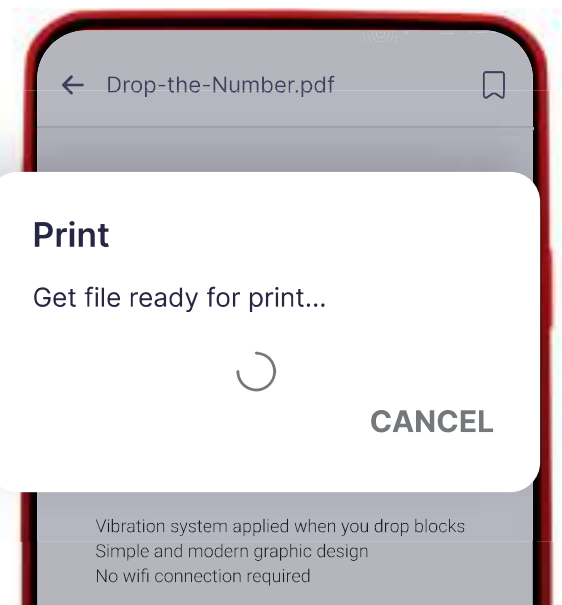 Drop-the-Number.pdf
Print
Get file ready for print...
CANCEL
Vibration system applied when you drop blocks
Simple and modern graphic design
No wifi connection required